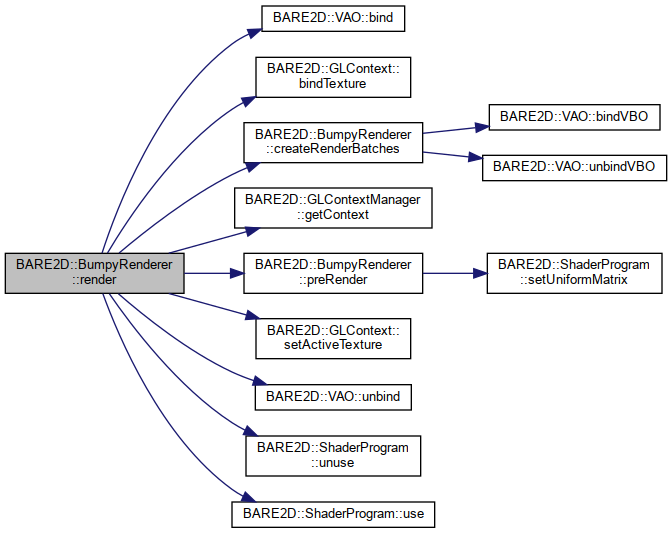 BARE2D::BumpyRenderer
::render
BARE2D::VAO::bind
BARE2D::GLContext::
bindTexture
BARE2D::BumpyRenderer
::createRenderBatches
BARE2D::VAO::bindVBO
BARE2D::VAO::unbindVBO
BARE2D::GLContextManager
::getContext
BARE2D::BumpyRenderer
::preRender
BARE2D::ShaderProgram
::setUniformMatrix
BARE2D::GLContext::
setActiveTexture
BARE2D::VAO::unbind
BARE2D::ShaderProgram
::unuse
BARE2D::ShaderProgram::use